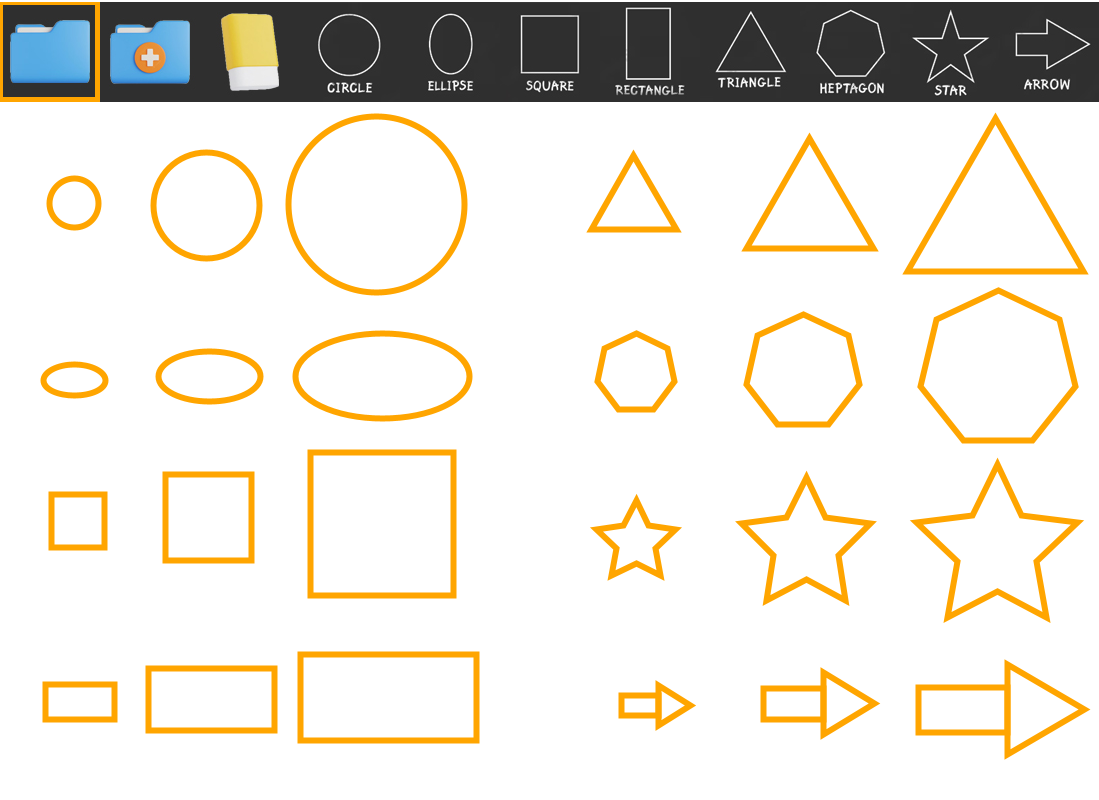 CIRCLE
ELLIPSE
SQUARE
RECTANGLE
TRIANGLE
HEPTAGON
STAR
ARROW